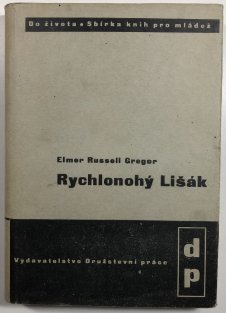 Do života • Sbírka knih pro mládež
Elmer Russell Gregor
Rychlonohý Lišák
Vydavatelstvo Družstevní práce
d
p